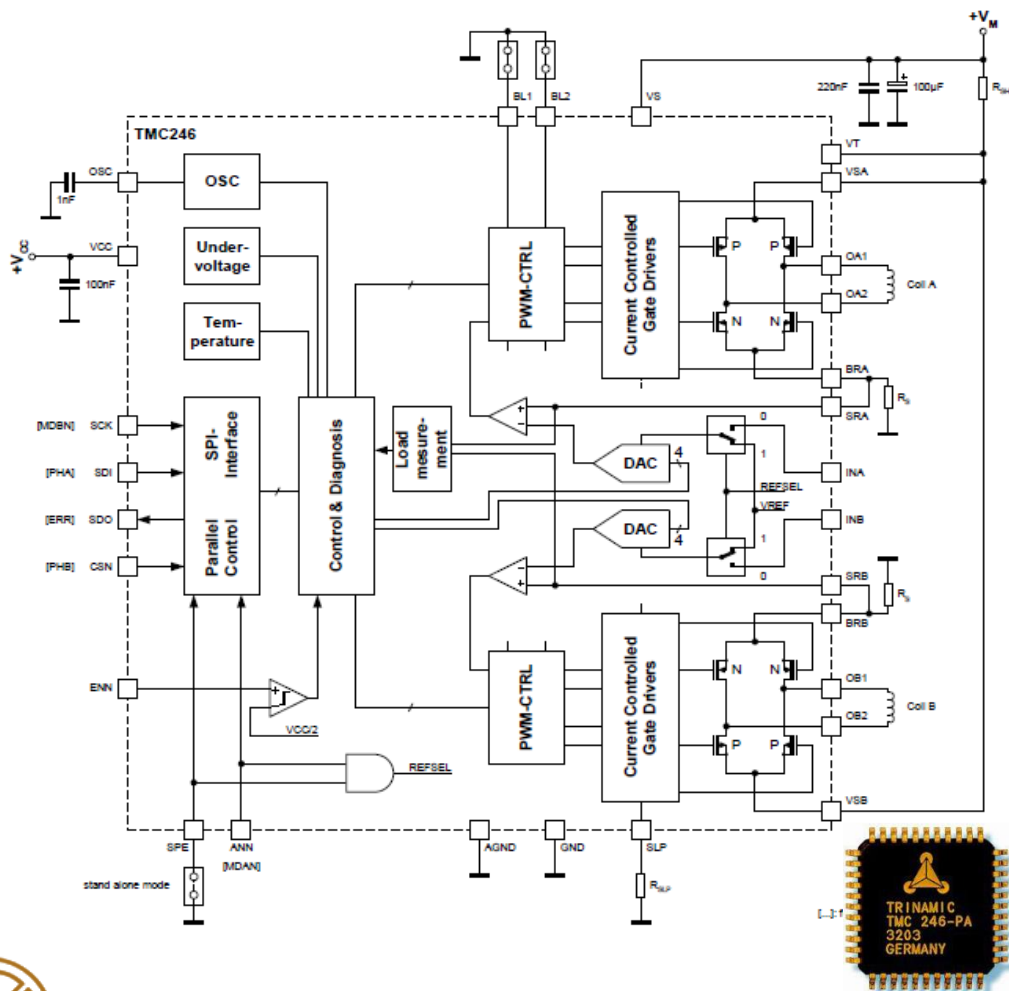 +VM
BL1
BL2
VS
220nF
100µF
RSH
TMC246
VT
VSA
OSC
OSC
1nF
+VCC
VCC
100nF
Under-
voltage
Tem-
perature
PWM-CTRL
Current Controlled
Gate Drivers
P
P
N
N
OA1
OA2
Coil A
BRA
SRA
RS
[MDBN]
SCK
[PHA]
SDI
[ERR]
SDO
[PHB]
CSN
SPI-
Interface
Parallel
Control
Control & Diagnosis
Load
mesurement
+
−
DAC
4
0
1
INA
REFSEL
VREF
DAC
4
1
0
INB
−
+
SRB
BRB
RS
ENN
+
−
VCC/2
REFSEL
PWM-CTRL
Current Controlled
Gate Drivers
N
N
P
P
OB1
OB2
Coil B
VSB
SPE
ANN
[MDAN]
AGND
GND
SLP
stand alone mode
RSLP
[...]: f
TRINAMIC
TMC 246-PA
3203
GERMANY